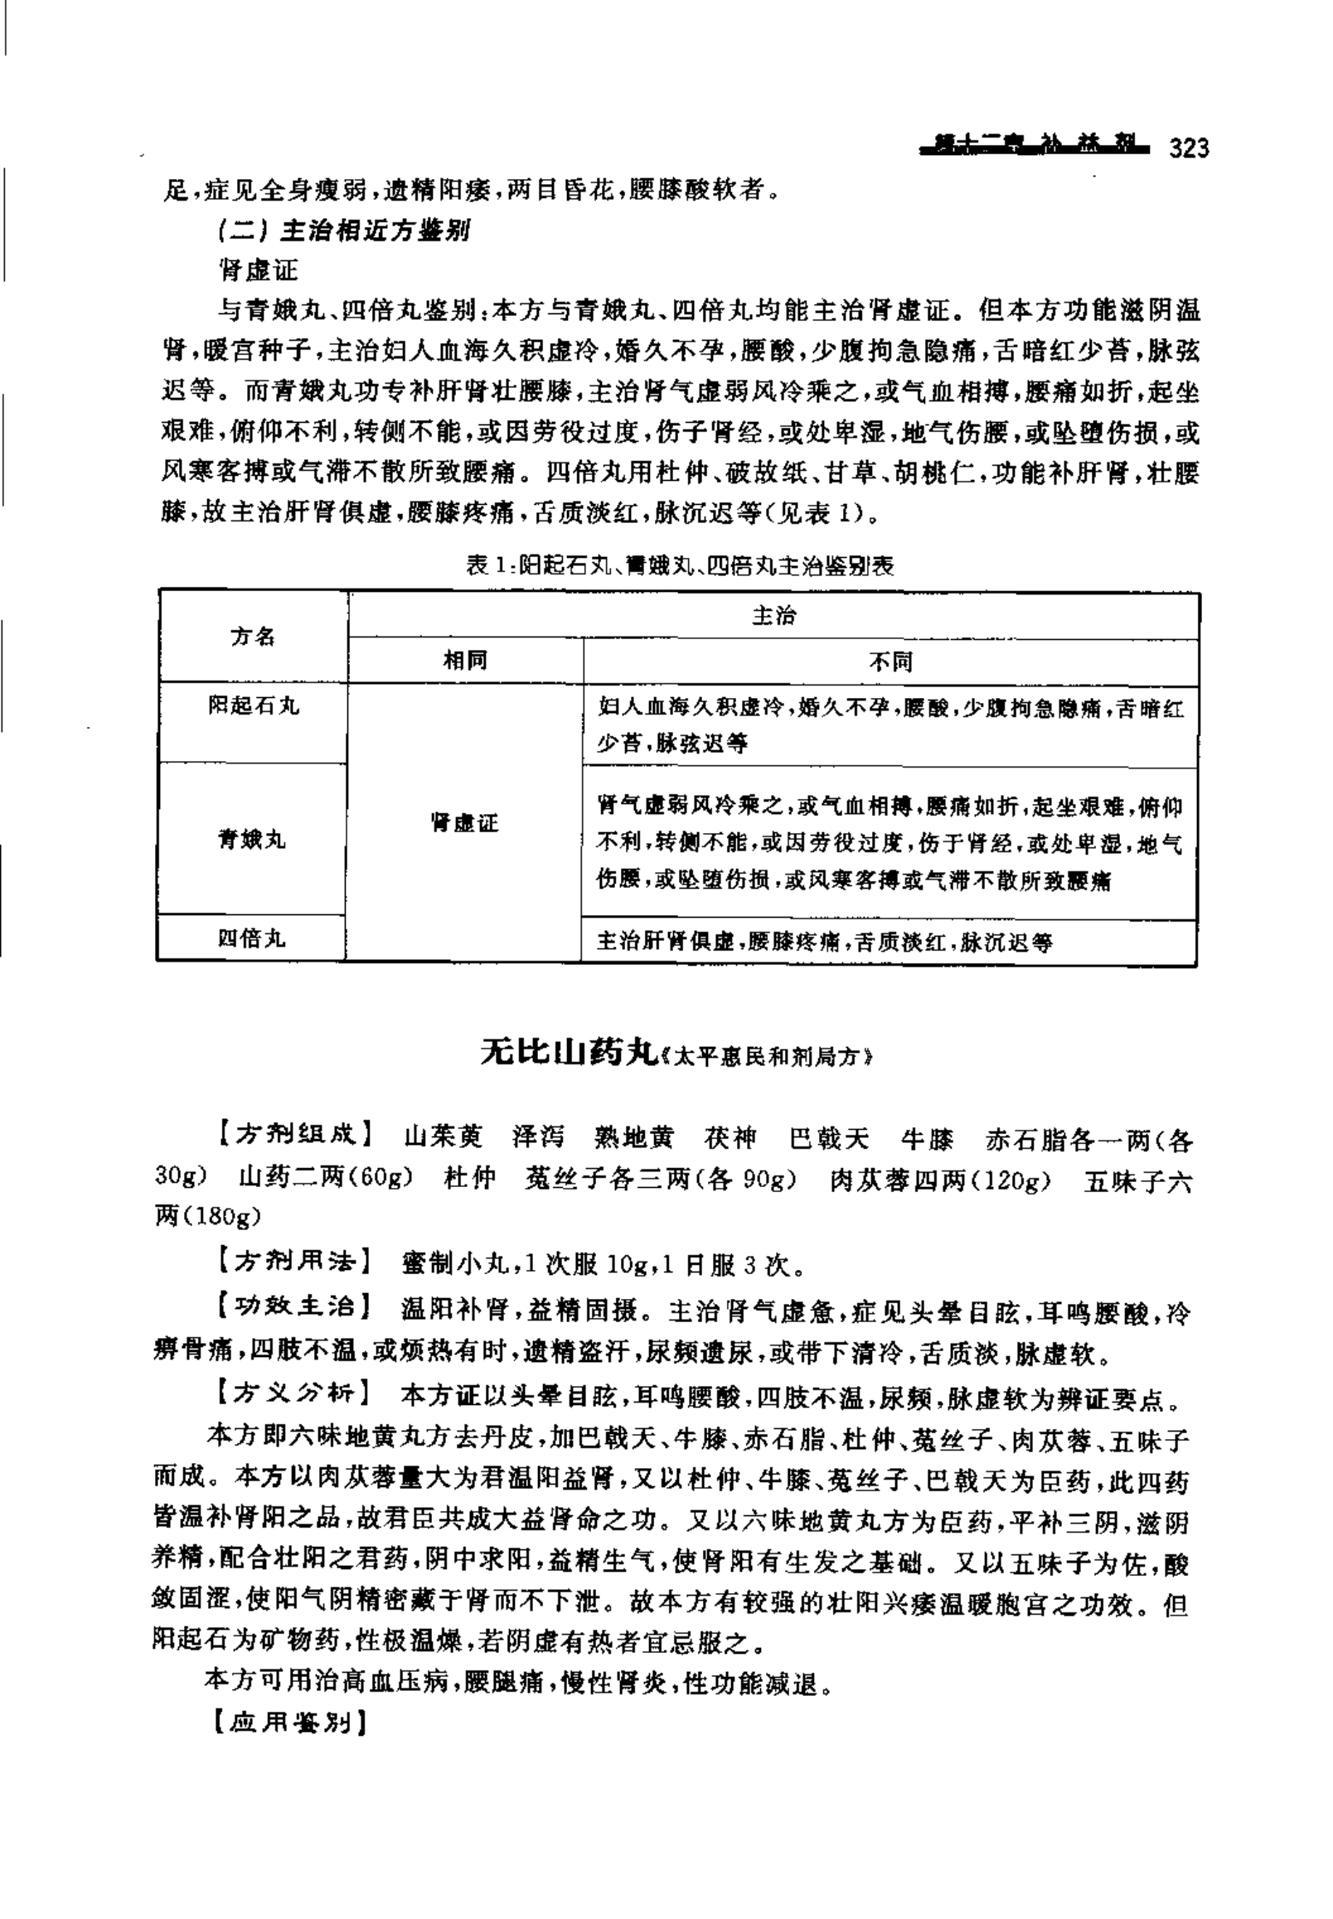 第十二章 补益剂 323
足，症见全身瘦弱，遗精阳痿，两目昏花，腰膝酸软者。
（二）主治相近方鉴别
肾虚证
与青娥丸、四倍丸鉴别：本方与青娥丸、四倍丸均能主治肾虚证。但本方功能滋阴温
肾，暖宫种子，主治妇人血海久积虚冷，婚久不孕，腰酸，少腹拘急隐痛，舌暗红少苔，脉弦
迟等。而青娥丸功专补肝肾壮腰膝，主治肾气虚弱风冷乘之，或气血相搏，腰痛如折，起坐
艰难，俯仰不利，转侧不能，或因劳役过度，伤子肾经，或处卑湿，地气伤腰，或坠堕伤损，或
风寒客搏或气滞不散所致腰痛。四倍丸用杜仲、破故纸、甘草、胡桃仁，功能补肝肾，壮腰
膝，故主治肝肾俱虚，腰膝疼痛，舌质淡红，脉沉迟等（见表1）。
表1：阳起石丸、青娥丸、四倍丸主治鉴别表
方名
主治
相同
不同
阳起石丸
妇人血海久积虚冷，婚久不孕，腰酸，少腹拘急隐痛，舌暗红
少苔，脉弦迟等
肾虚证
青娥丸
肾气虚弱风冷乘之，或气血相搏，腰痛如折，起坐艰难，俯仰
不利，转侧不能，或因劳役过度，伤于肾经，或处卑湿，地气
伤腰，或坠堕伤损，或风寒客搏或气滞不散所致腰痛
四倍丸
主治肝肾俱虚，腰膝疼痛，舌质淡红，脉沉迟等
无比山药丸《太平惠民和剂局方》
【方剂组成】 山茱萸 泽泻 熟地黄 茯神 巴戟天 牛膝 赤石脂各一两（各
30g） 山药二两（60g） 杜仲 菟丝子各三两（各90g） 肉苁蓉四两（120g） 五味子六
两（180g）
【方剂用法】 蜜制小丸，1次服10g，1日服3次。
【功效主治】 温阳补肾，益精固摄。主治肾气虚惫，症见头晕目眩，耳鸣腰酸，冷
痹骨痛，四肢不温，或烦热有时，遗精盗汗，尿频遗尿，或带下清冷，舌质淡，脉虚软。
【方义分析】 本方证以头晕目眩，耳鸣腰酸，四肢不温，尿频，脉虚软为辨证要点。
本方即六味地黄丸方去丹皮，加巴戟天、牛膝、赤石脂、杜仲、菟丝子、肉苁蓉、五味子
而成。本方以肉苁蓉量大为君温阳益肾，又以杜仲、牛膝、菟丝子、巴戟天为臣药，此四药
皆温补肾阳之品，故君臣共成大益肾命之功。又以六味地黄丸方为臣药，平补三阴，滋阴
养精，配合壮阳之君药，阴中求阳，益精生气，使肾阳有生发之基础。又以五味子为佐，酸
敛固涩，使阳气阴精密藏于肾而不下泄。故本方有较强的壮阳兴痿温暖胞宫之功效。但
阳起石为矿物药，性极温燥，若阴虚有热者宜忌服之。
本方可用治高血压病，腰腿痛，慢性肾炎，性功能减退。
【应用鉴别】